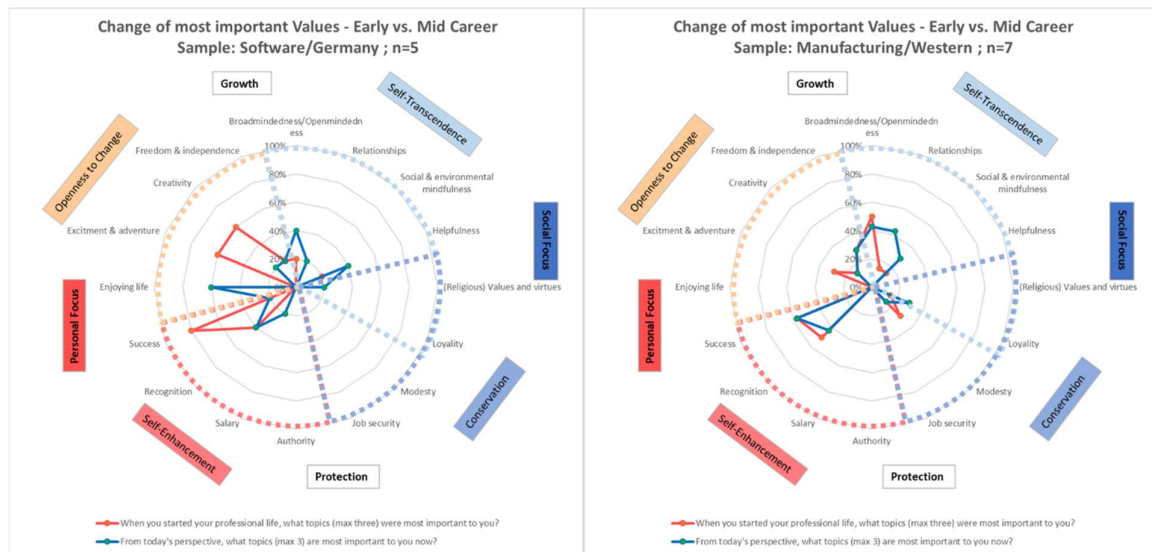 Change of most important Values - Early vs. Mid Career
Sample: Software/Germany ; n=5
Growth
Self-Transcendence
Openness to Change
Broadmindedness/Openmindedn
ess
Freedom & independence
Relationships
Creativity
Social & environmental
mindfulness
Excitment & adventure
Helpfulness
Social Focus
Enjoying life
(Religious) Values and virtues
Personal Focus
Success
Loyality
Recognition
Modesty
Conservation
Salary
Job security
Self-Enhancement
Authority
Protection
100%
80%
60%
40%
20%
0%
When you started your professional life, what topics (max three) were most important to you?
From today's perspective, what topics (max 3) are most important to you now?
Change of most important Values - Early vs. Mid Career
Sample: Manufacturing/Western ; n=7
Growth
Self-Transcendence
Openness to Change
Broadmindedness/Openmindedn
ess
Freedom & independence
Relationships
Creativity
Social & environmental
mindfulness
Excitment & adventure
Helpfulness
Social Focus
Enjoying life
(Religious) Values and virtues
Personal Focus
Success
Loyality
Recognition
Modesty
Conservation
Salary
Job security
Self-Enhancement
Authority
Protection
100%
80%
60%
40%
20%
0%
When you started your professional life, what topics (max three) were most important to you?
From today's perspective, what topics (max 3) are most important to you now?